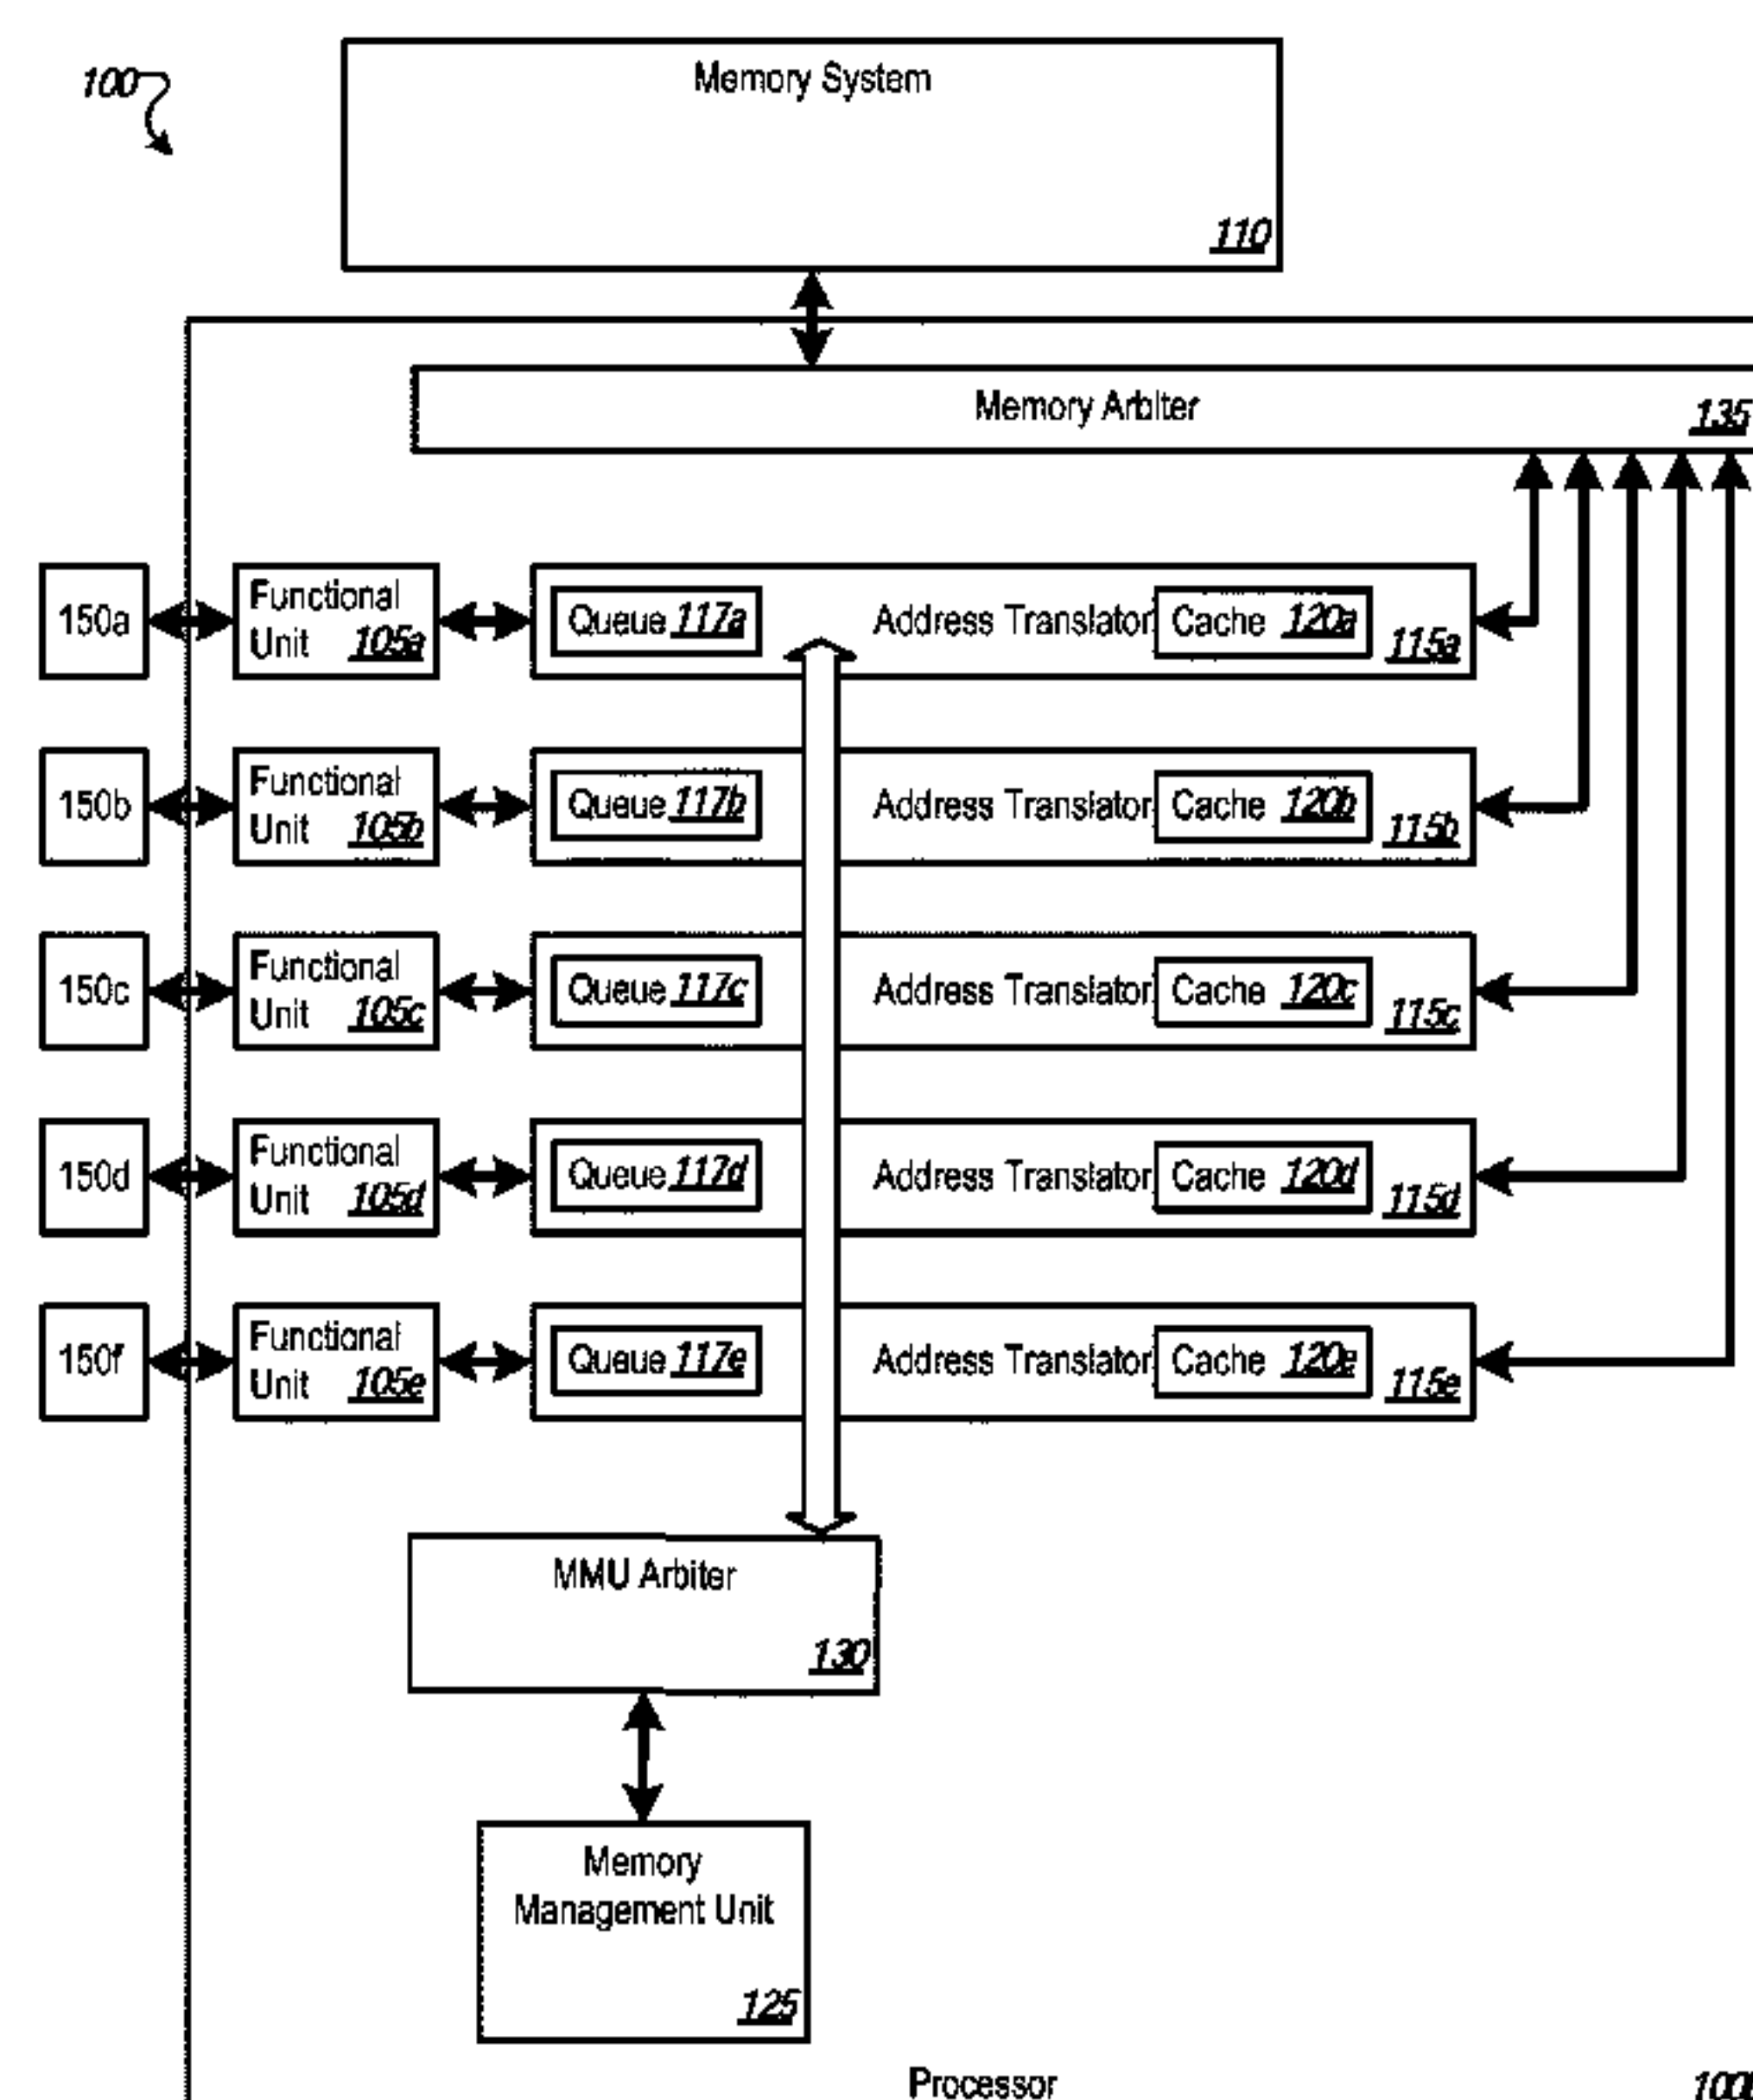 100
Memory System
110
Memory Arbiter
135
150a
Functional
Unit 105a
Queue 117a
Address Translator
Cache 120a
115a
150b
Functional
Unit 105b
Queue 117b
Address Translator
Cache 120b
115b
150c
Functional
Unit 105c
Queue 117c
Address Translator
Cache 120c
115c
150d
Functional
Unit 105d
Queue 117d
Address Translator
Cache 120d
115d
150f
Functional
Unit 105e
Queue 117e
Address Translator
Cache 120e
115e
MMU Arbiter
130
Memory
Management Unit
125
Processor